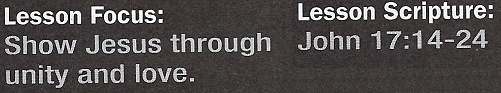 Lesson Focus:
Show Jesus through
unity and love.
Lesson Scripture:
John 17:14-24